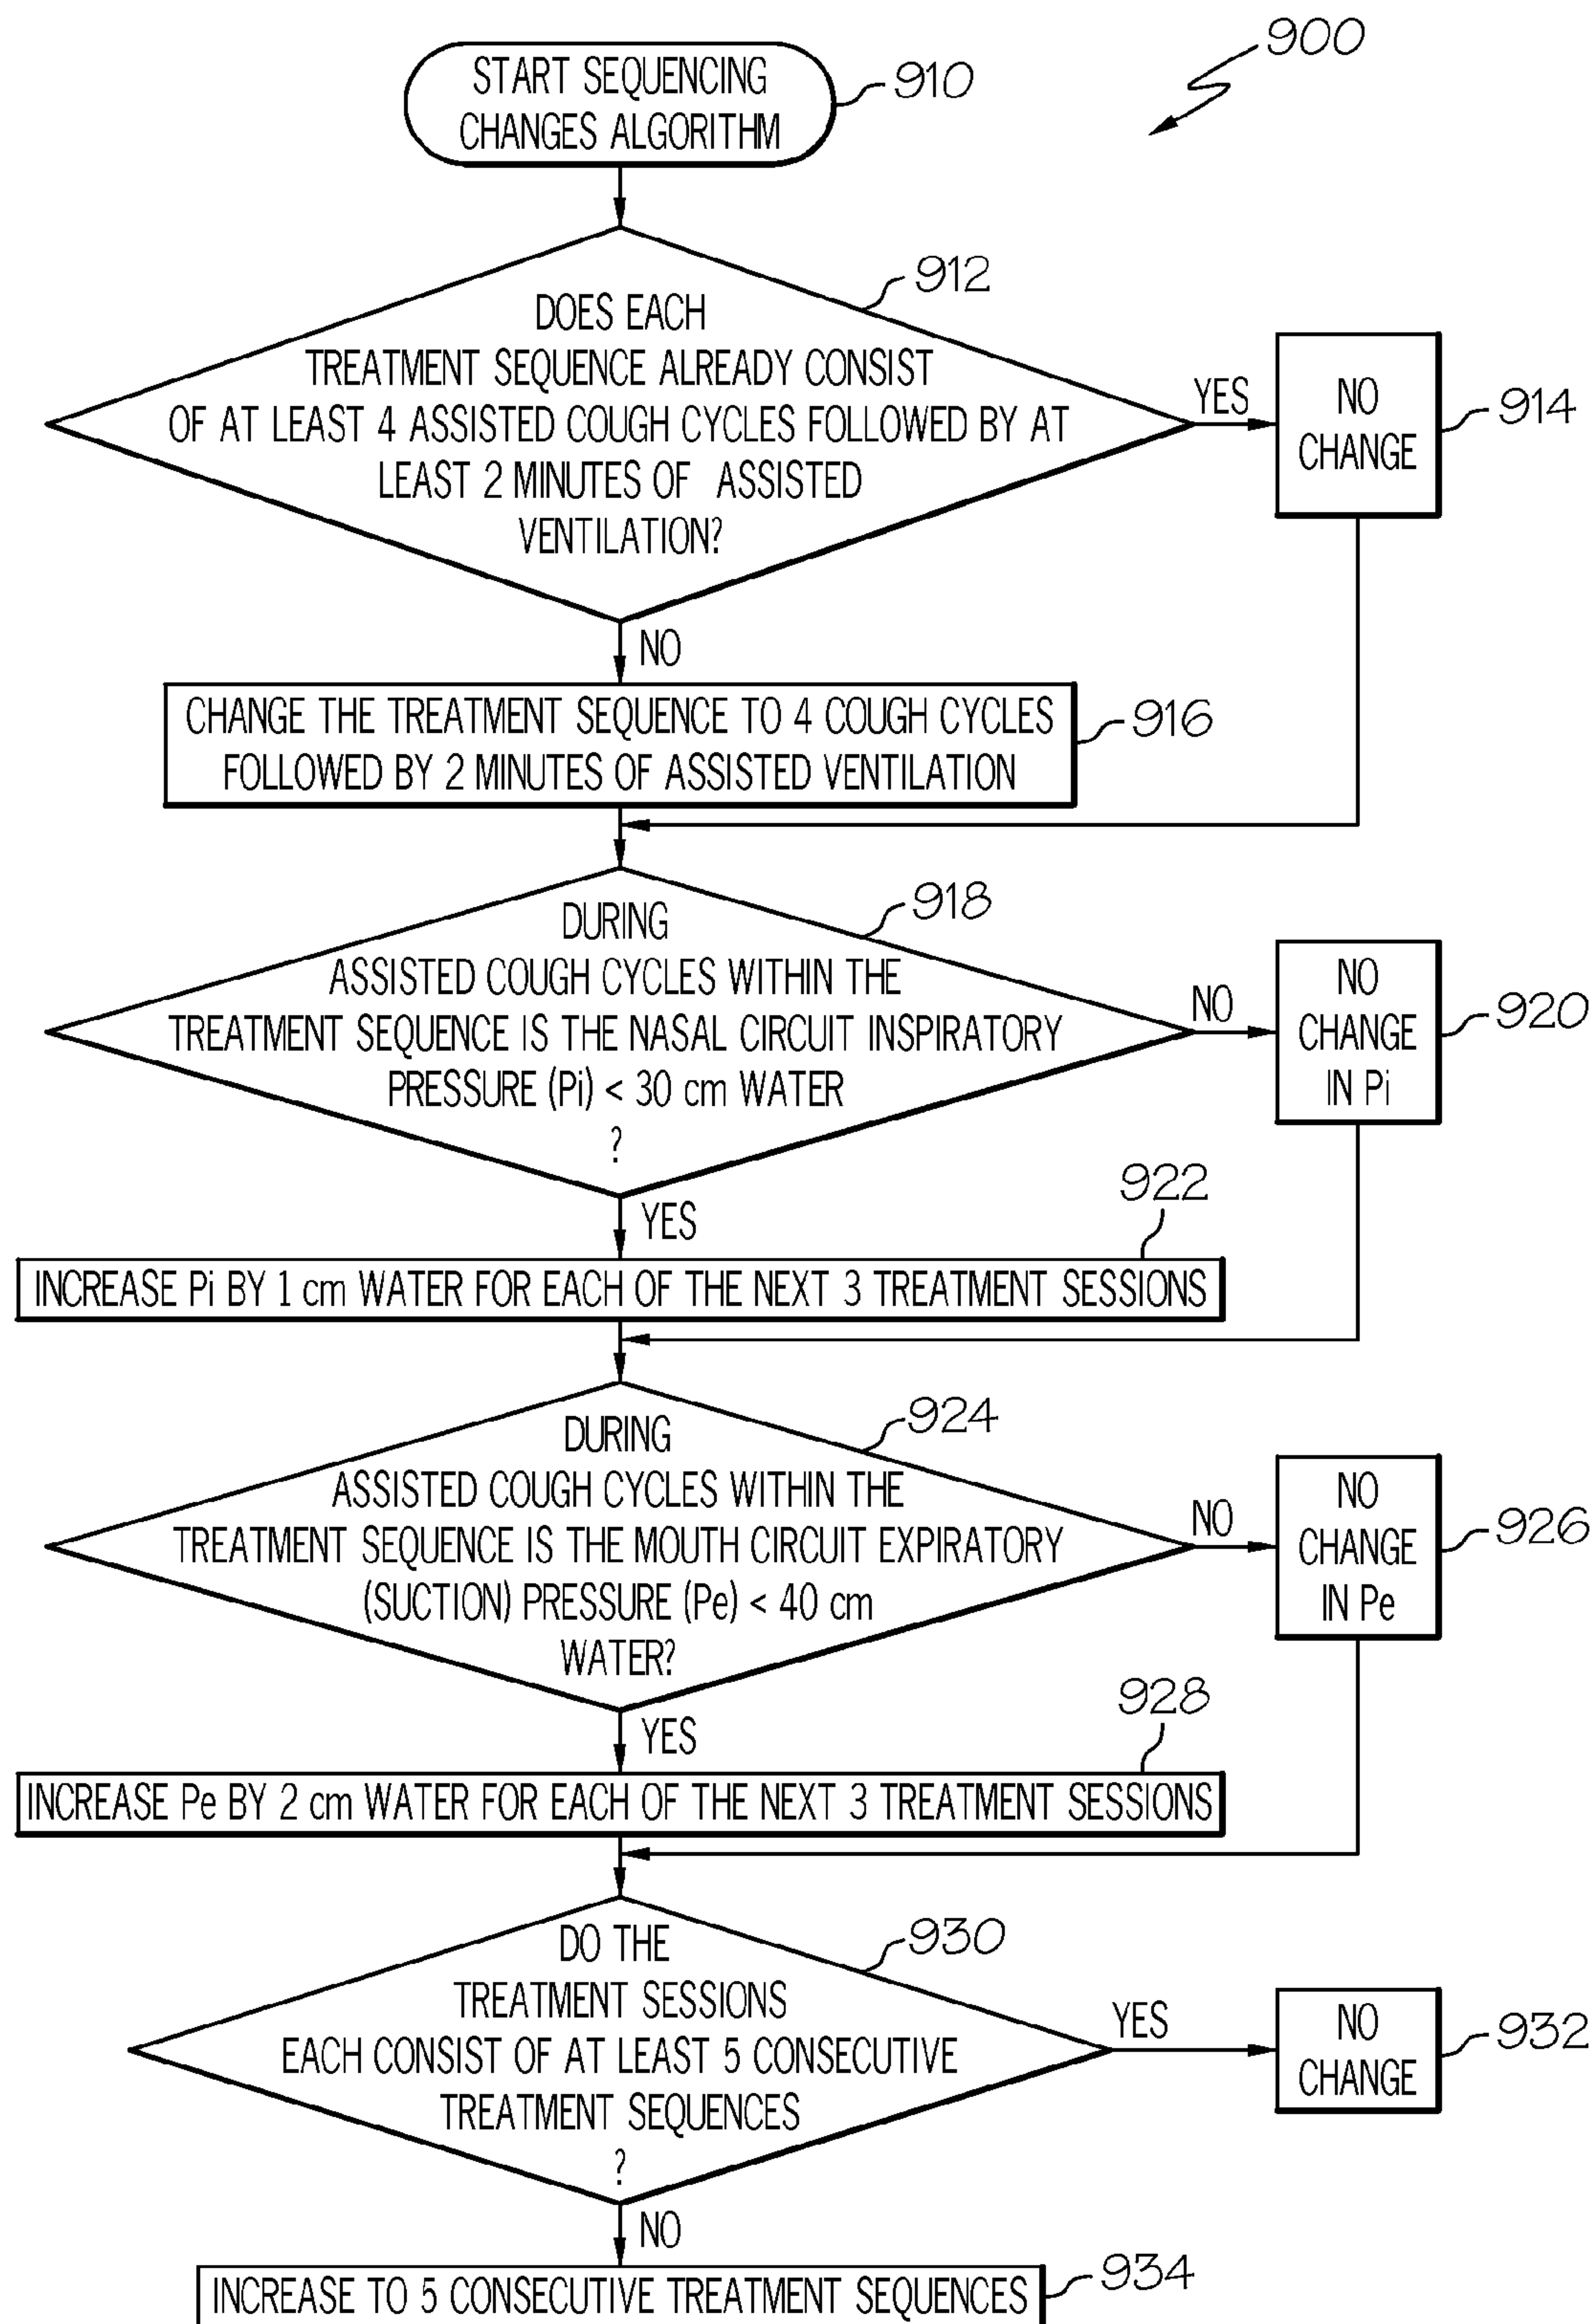 900
START SEQUENCING
CHANGES ALGORITHM
910
912
DOES EACH
TREATMENT SEQUENCE ALREADY CONSIST
OF AT LEAST 4 ASSISTED COUGH CYCLES FOLLOWED BY AT
LEAST 2 MINUTES OF ASSISTED
VENTILATION?
YES
NO
CHANGE
914
NO
CHANGE THE TREATMENT SEQUENCE TO 4 COUGH CYCLES
FOLLOWED BY 2 MINUTES OF ASSISTED VENTILATION
916
918
DURING
ASSISTED COUGH CYCLES WITHIN THE
TREATMENT SEQUENCE IS THE NASAL CIRCUIT INSPIRATORY
PRESSURE (Pi) < 30 cm WATER
?
NO
NO
CHANGE
IN Pi
920
YES
922
INCREASE Pi BY 1 cm WATER FOR EACH OF THE NEXT 3 TREATMENT SESSIONS
924
DURING
ASSISTED COUGH CYCLES WITHIN THE
TREATMENT SEQUENCE IS THE MOUTH CIRCUIT EXPIRATORY
(SUCTION) PRESSURE (Pe) < 40 cm
WATER?
NO
NO
CHANGE
IN Pe
926
YES
928
INCREASE Pe BY 2 cm WATER FOR EACH OF THE NEXT 3 TREATMENT SESSIONS
930
DO THE
TREATMENT SESSIONS
EACH CONSIST OF AT LEAST 5 CONSECUTIVE
TREATMENT SEQUENCES
?
YES
NO
CHANGE
932
NO
INCREASE TO 5 CONSECUTIVE TREATMENT SEQUENCES
934